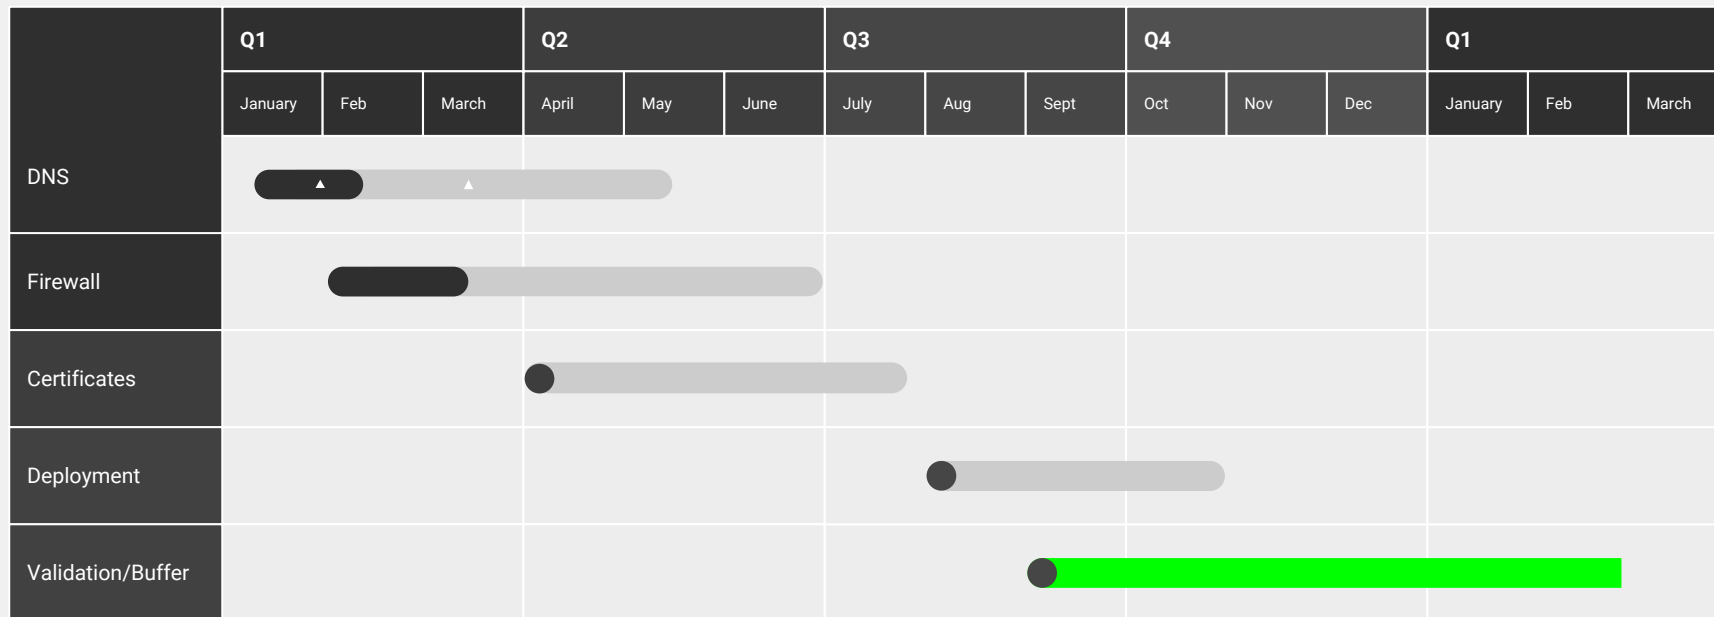 Q1 Q2 Q3 Q4 Q1
January Feb March April May June July Aug Sept Oct Nov Dec January Feb March
DNS
Firewall
Certificates
Deployment
Validation/Buffer